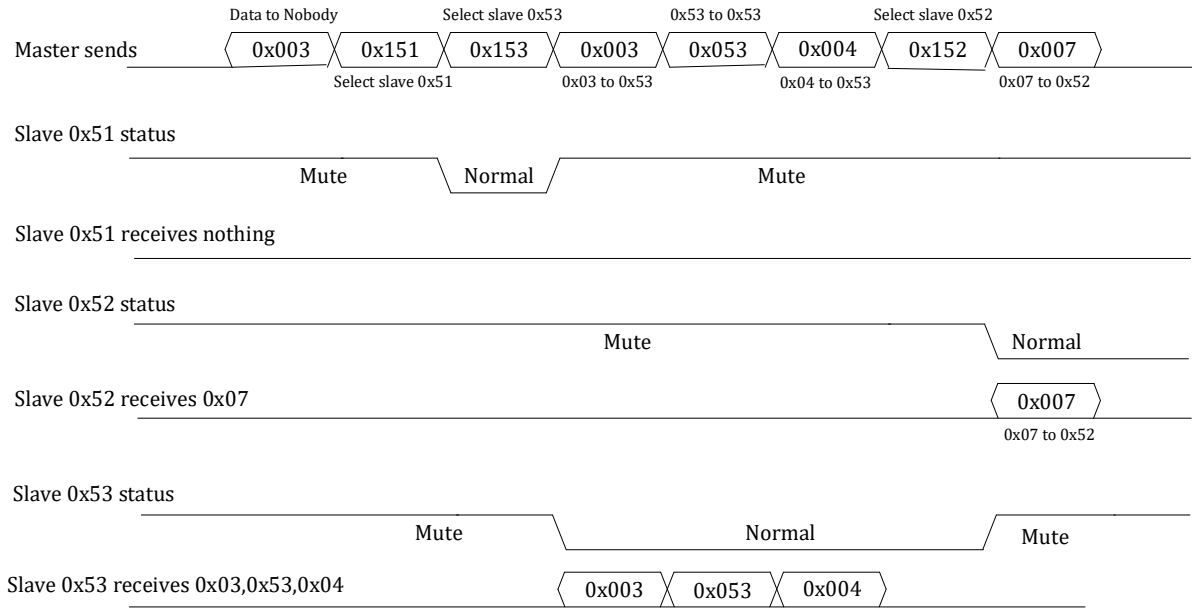 Data to Nobody Select slave 0x53 0x53 to 0x53 Select slave 0x52
Master sends 0x003 0x151 0x153 0x003 0x053 0x004 0x152 0x007
Select slave 0x51 0x03 to 0x53 0x04 to 0x53 0x07 to 0x52
Slave 0x51 status
Mute Normal Mute
Slave 0x51 receives nothing
Slave 0x52 status
Mute Normal
Slave 0x52 receives 0x07 0x007
0x07 to 0x52
Slave 0x53 status
Mute Normal Mute
Slave 0x53 receives 0x03,0x53,0x04 0x003 0x053 0x004